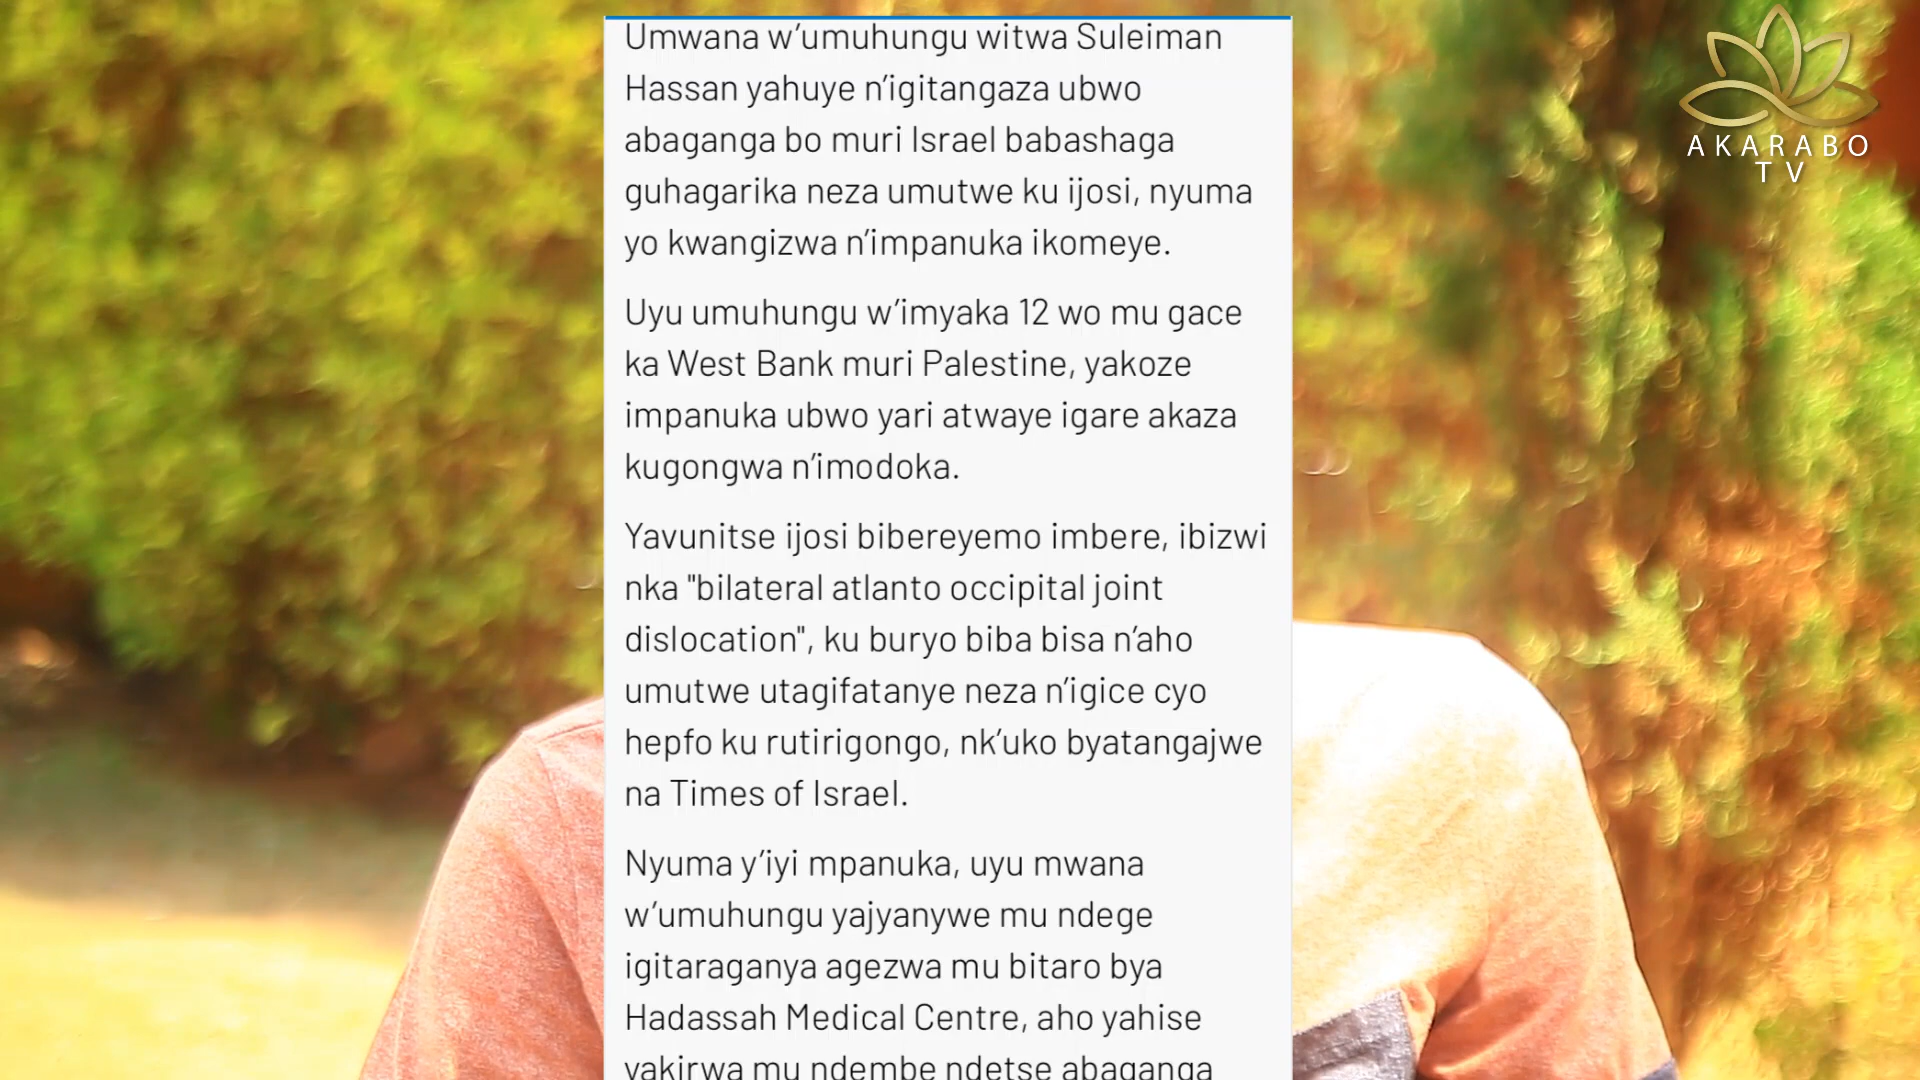 Umwana w’umuhungu witwa Suleiman
Hassan yahuye n’igitangaza ubwo
abaganga bo muri Israel babashaga
guhagarika neza umutwe ku ijosi, nyuma
yo kwangizwa n’impanuka ikomeye.
Uyu umuhungu w’imyaka 12 wo mu gace
ka West Bank muri Palestine, yakoze
impanuka ubwo yari atwaye igare akaza
kugongwa n’imodoka.
Yavunitse ijosi bibereyemo imbere, ibizwi
nka "bilateral atlanto occipital joint
dislocation", ku buryo biba bisa n’aho
umutwe utagifatanye neza n’igice cyo
hepfo ku rutirigongo, nk’uko byatangajwe
na Times of Israel.
Nyuma y’iyi mpanuka, uyu mwana
w’umuhungu yajyanywe mu ndege
igitaraganya agezwa mu bitaro bya
Hadassah Medical Centre, aho yahise
yakirwa mu ndembe ndetse abaganga
AKARABO
TV